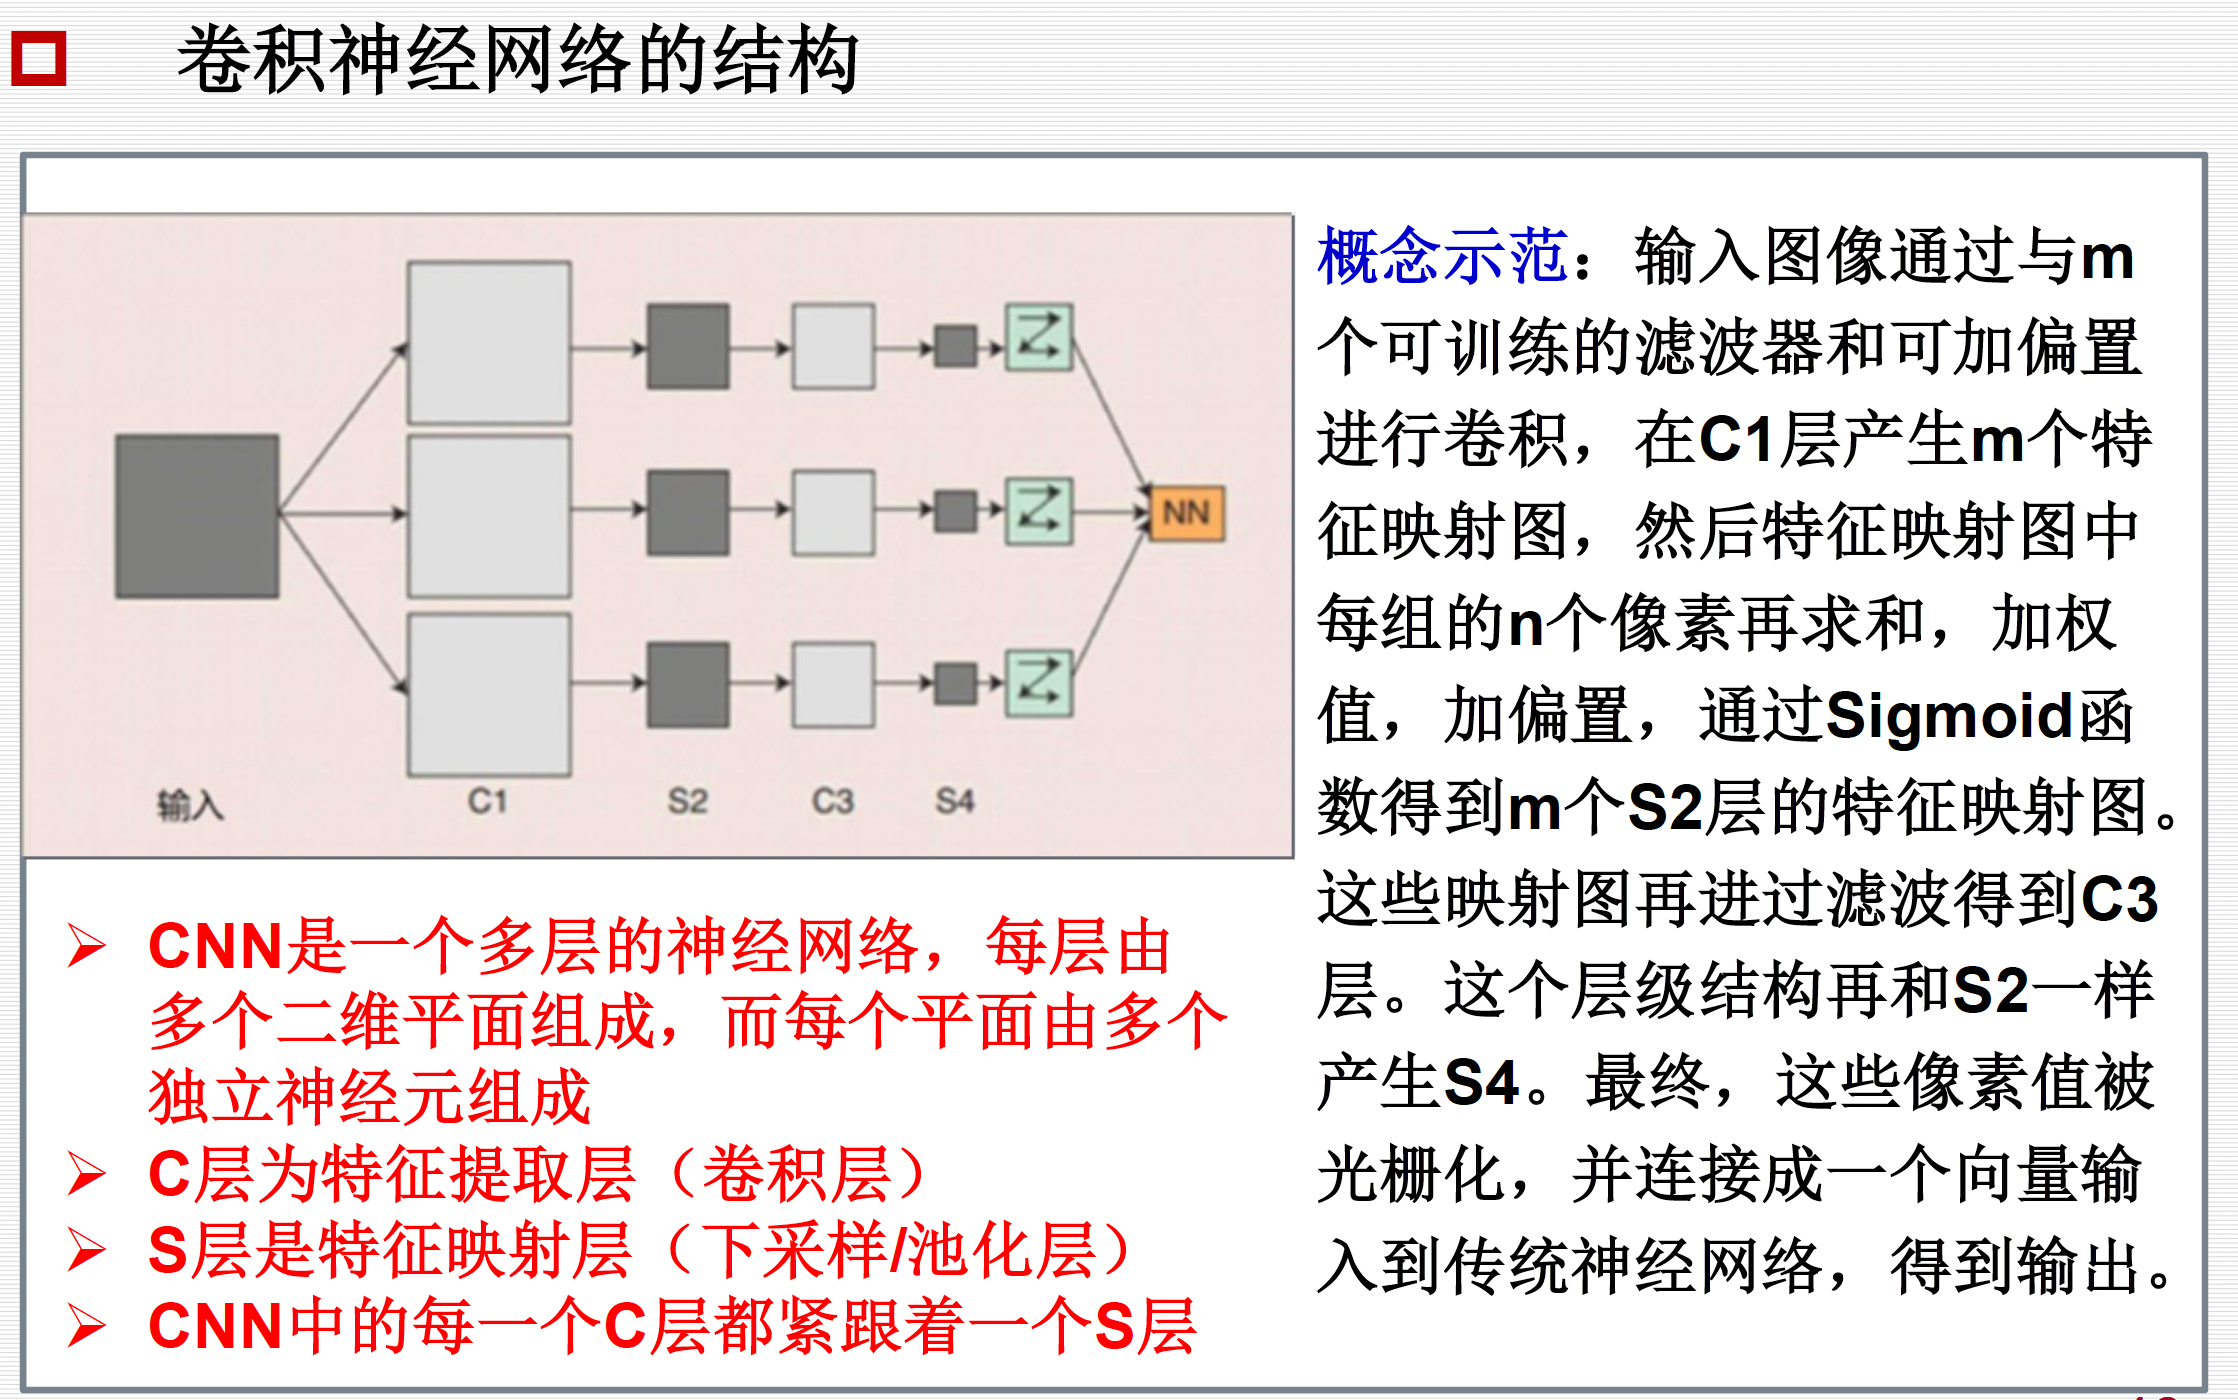 卷积神经网络的结构
输入
C1
S2
C3
S4
NN
概念示范：输入图像通过与m
个可训练的滤波器和可加偏置
进行卷积，在C1层产生m个特
征映射图，然后特征映射图中
每组的n个像素再求和，加权
值，加偏置，通过Sigmoid函
数得到m个S2层的特征映射图。
这些映射图再进过滤波得到C3
层。这个层级结构再和S2一样
产生S4。最终，这些像素值被
光栅化，并连接成一个向量输
入到传统神经网络，得到输出。
➢ CNN是一个多层的神经网络，每层由
多个二维平面组成，而每个平面由多个
独立神经元组成
➢ C层为特征提取层（卷积层）
➢ S层是特征映射层（下采样/池化层）
➢ CNN中的每一个C层都紧跟着一个S层